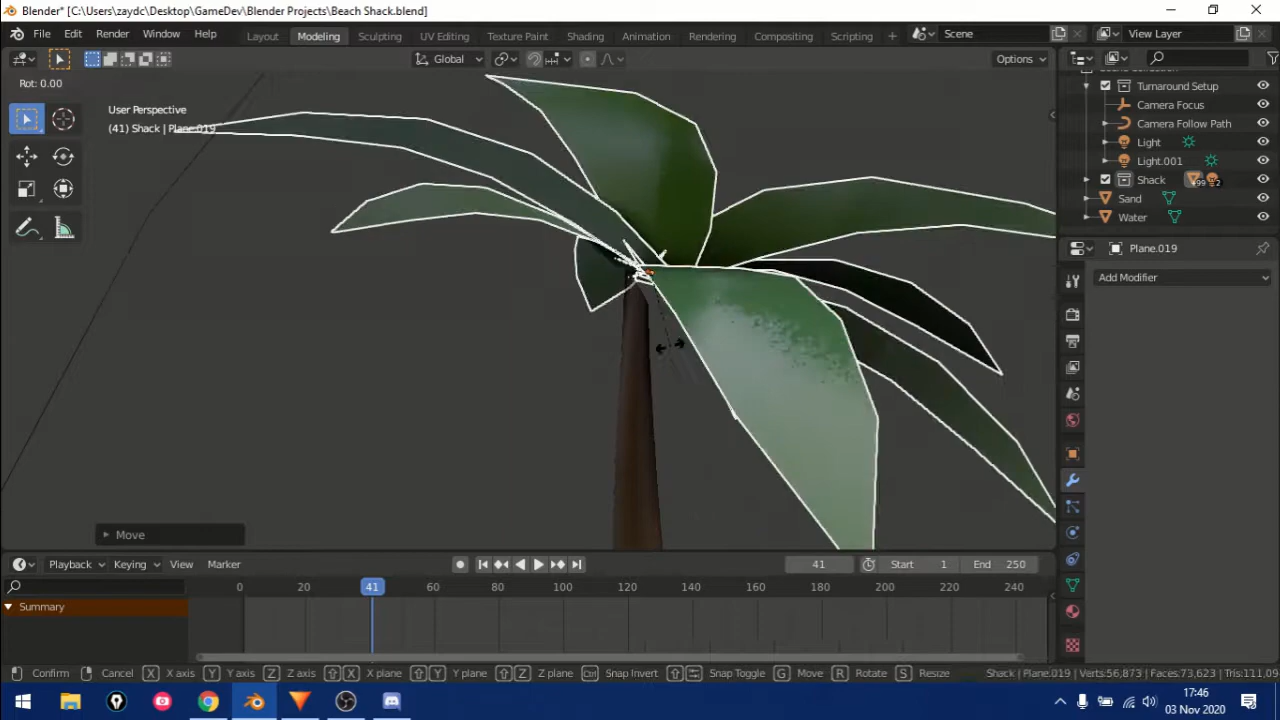 Blender* [C:\Users\zaydc\Desktop\GameDev\Blender Projects\Beach Shack.blend]
File Edit Render Window Help Layout Modeling Sculpting UV Editing Texture Paint Shading Animation Rendering Compositing Scripting Scene View Layer
Global Options
Rot: 0.00
User Perspective
(41) Shack | Plane.019
Turnaround Setup
Camera Focus
Camera Follow Path
Light
Light.001
Shack 99 2
Sand
Water
Plane.019
Add Modifier
Move
Playback Keying View Marker 41 Start 1 End 250
0 20 41 60 80 100 120 140 160 180 200 220 240
Summary
Confirm Cancel X X axis Y Y axis Z Z axis X X plane Y Y plane Z Z plane Ctrl Snap Invert Snap Toggle G Move R Rotate S Resize Shack | Plane.019 | Verts:56,873 | Faces:73,623 | Tris:111,09
17:46
03 Nov 2020